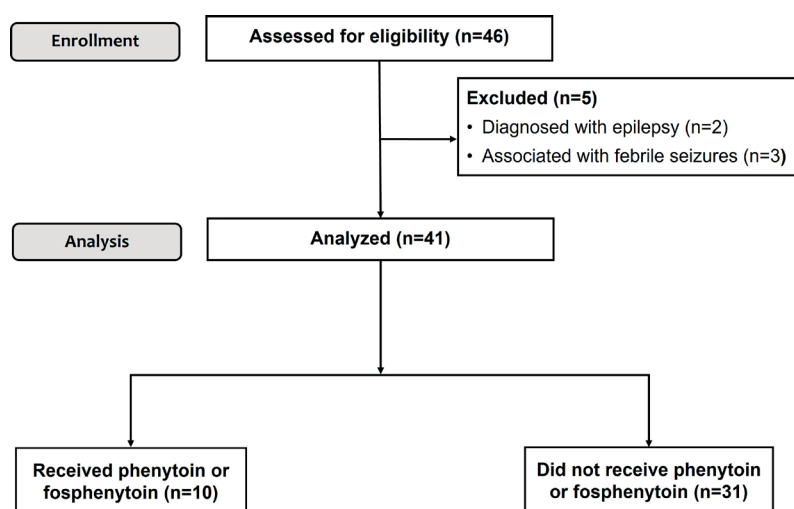 Enrollment
Assessed for eligibility (n=46)
Excluded (n=5)
• Diagnosed with epilepsy (n=2)
• Associated with febrile seizures (n=3)
Analysis
Analyzed (n=41)
Received phenytoin or
fosphenytoin (n=10)
Did not receive phenytoin
or fosphenytoin (n=31)